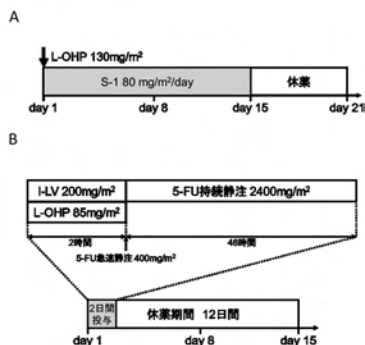 A
L-OHP 130mg/m²
S-1 80 mg/m²/day
休薬
day 1
day 8
day 15
day 21
B
l-LV 200mg/m²
5-FU持続静注 2400mg/m²
L-OHP 85mg/m²
2時間
46時間
5-FU急速静注 400mg/m²
2日間
投与
休薬期間 12日間
day 1
day 8
day 15